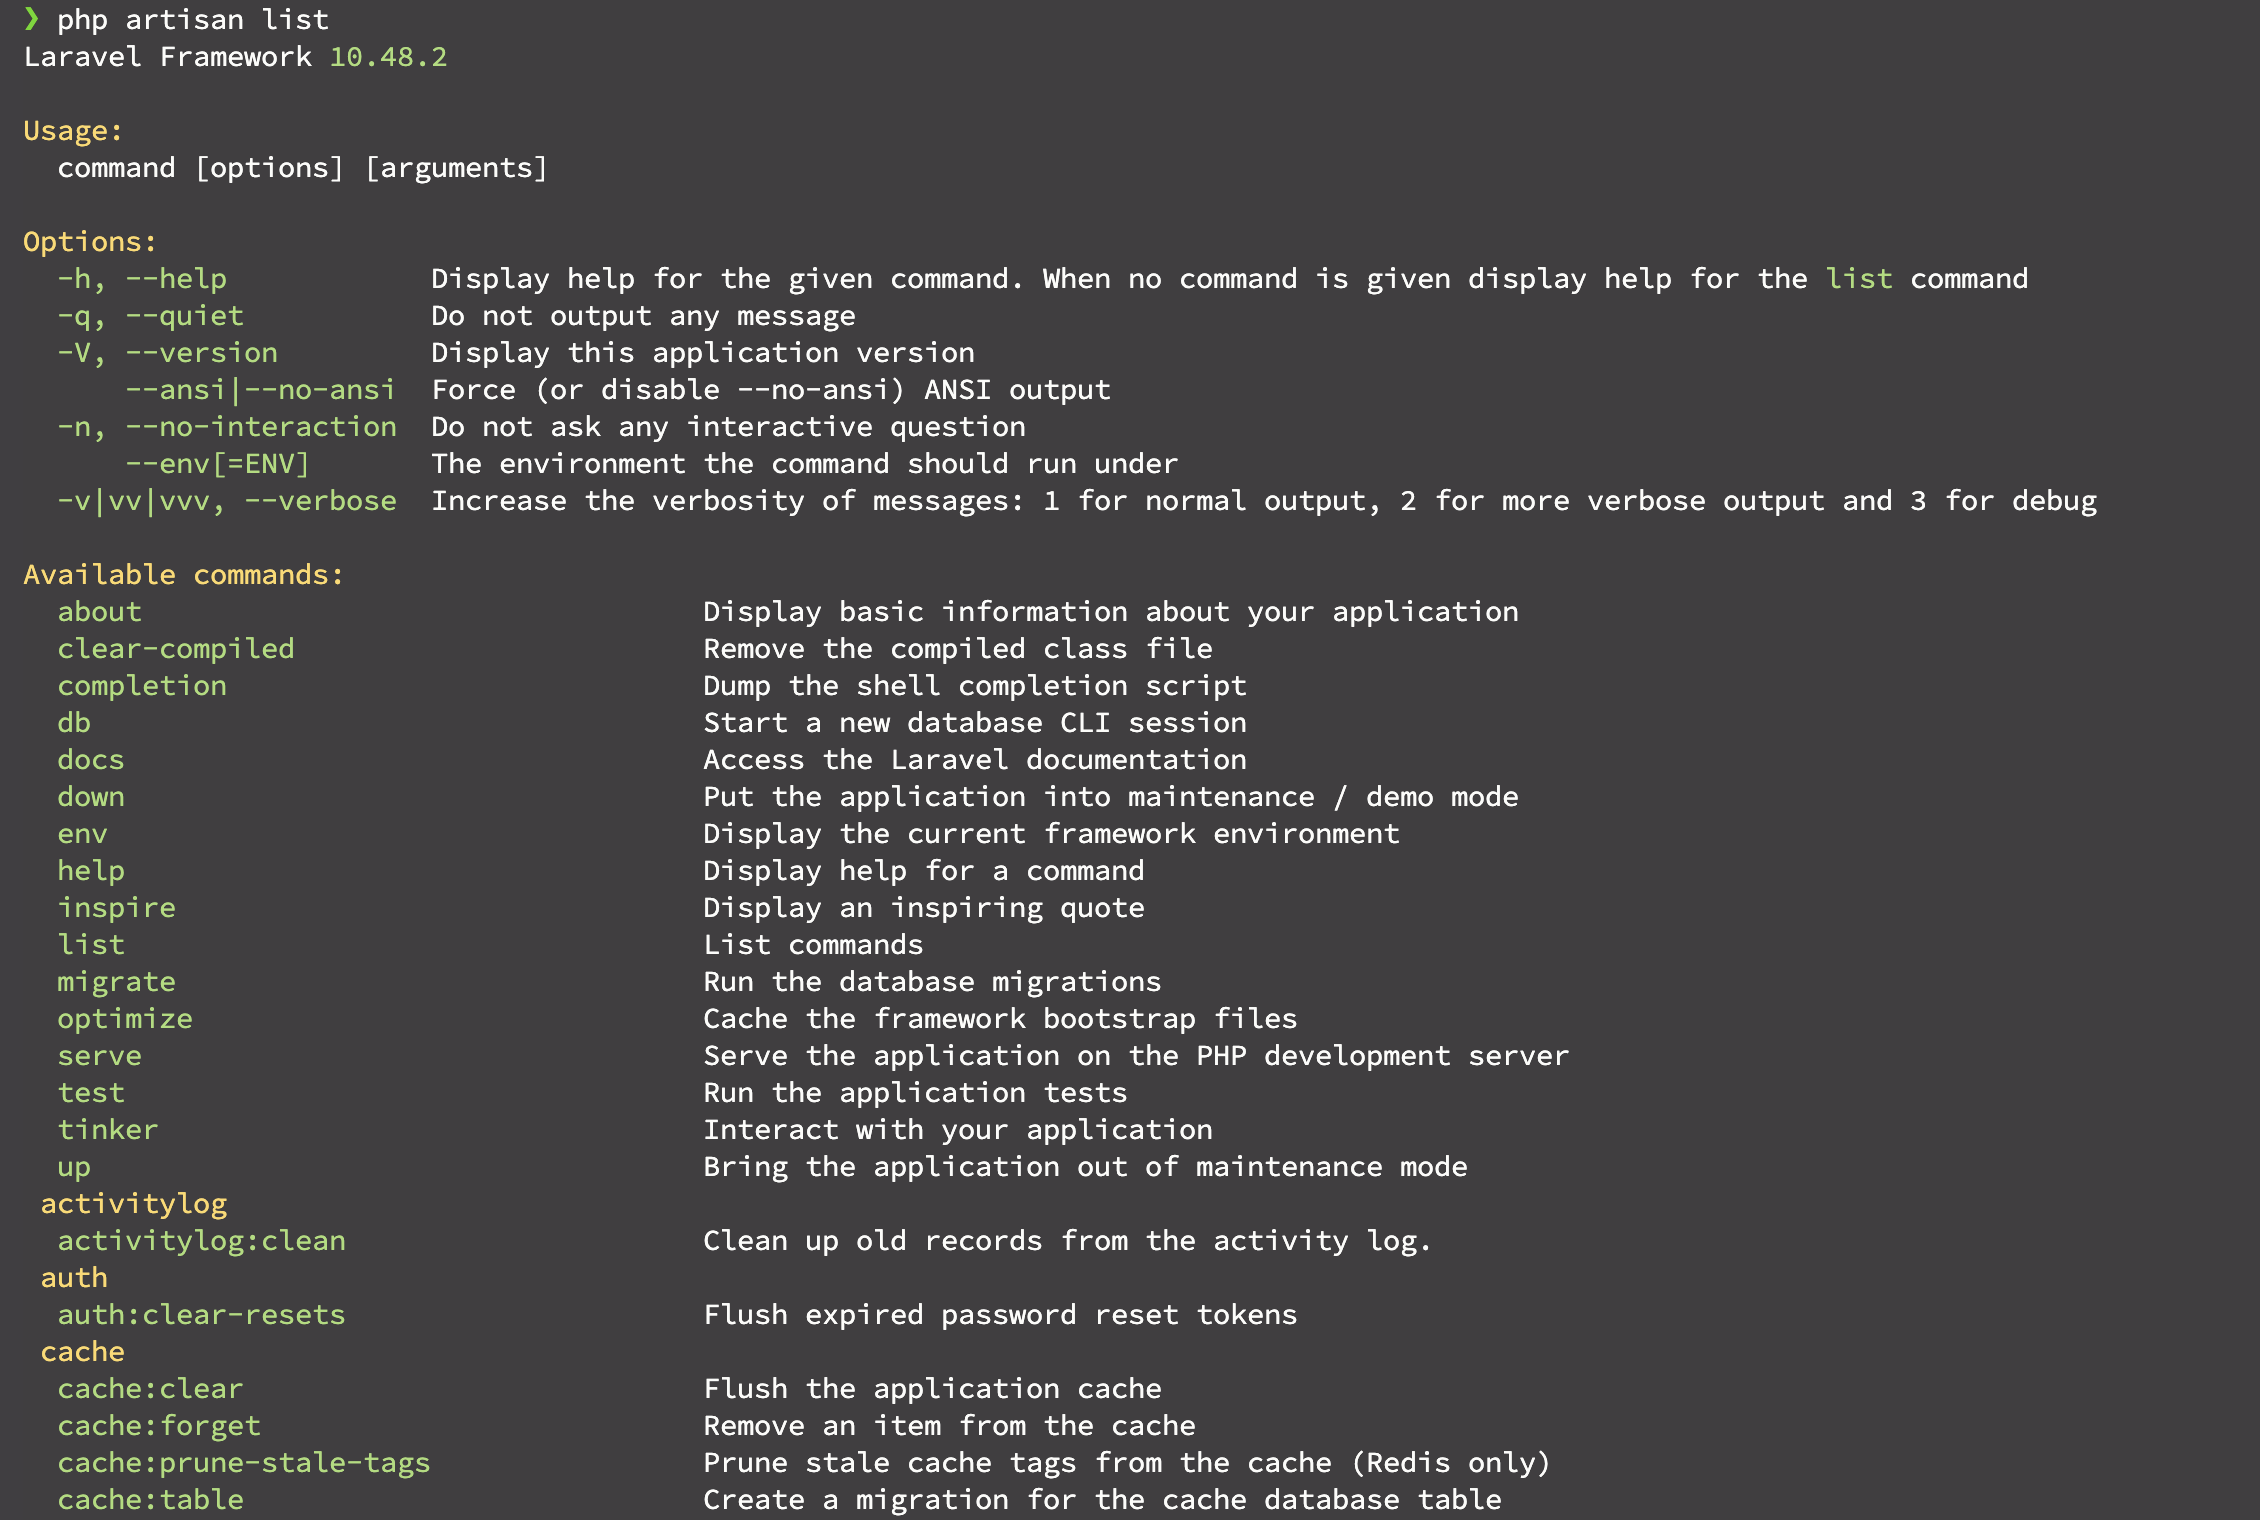 ❯ php artisan list
Laravel Framework 10.48.2
Usage:
command [options] [arguments]
Options:
-h, --help Display help for the given command. When no command is given display help for the list command
-q, --quiet Do not output any message
-V, --version Display this application version
--ansi|--no-ansi Force (or disable --no-ansi) ANSI output
-n, --no-interaction Do not ask any interactive question
--env[=ENV] The environment the command should run under
-v|vv|vvv, --verbose Increase the verbosity of messages: 1 for normal output, 2 for more verbose output and 3 for debug
Available commands:
about Display basic information about your application
clear-compiled Remove the compiled class file
completion Dump the shell completion script
db Start a new database CLI session
docs Access the Laravel documentation
down Put the application into maintenance / demo mode
env Display the current framework environment
help Display help for a command
inspire Display an inspiring quote
list List commands
migrate Run the database migrations
optimize Cache the framework bootstrap files
serve Serve the application on the PHP development server
test Run the application tests
tinker Interact with your application
up Bring the application out of maintenance mode
activitylog
activitylog:clean Clean up old records from the activity log.
auth
auth:clear-resets Flush expired password reset tokens
cache
cache:clear Flush the application cache
cache:forget Remove an item from the cache
cache:prune-stale-tags Prune stale cache tags from the cache (Redis only)
cache:table Create a migration for the cache database table